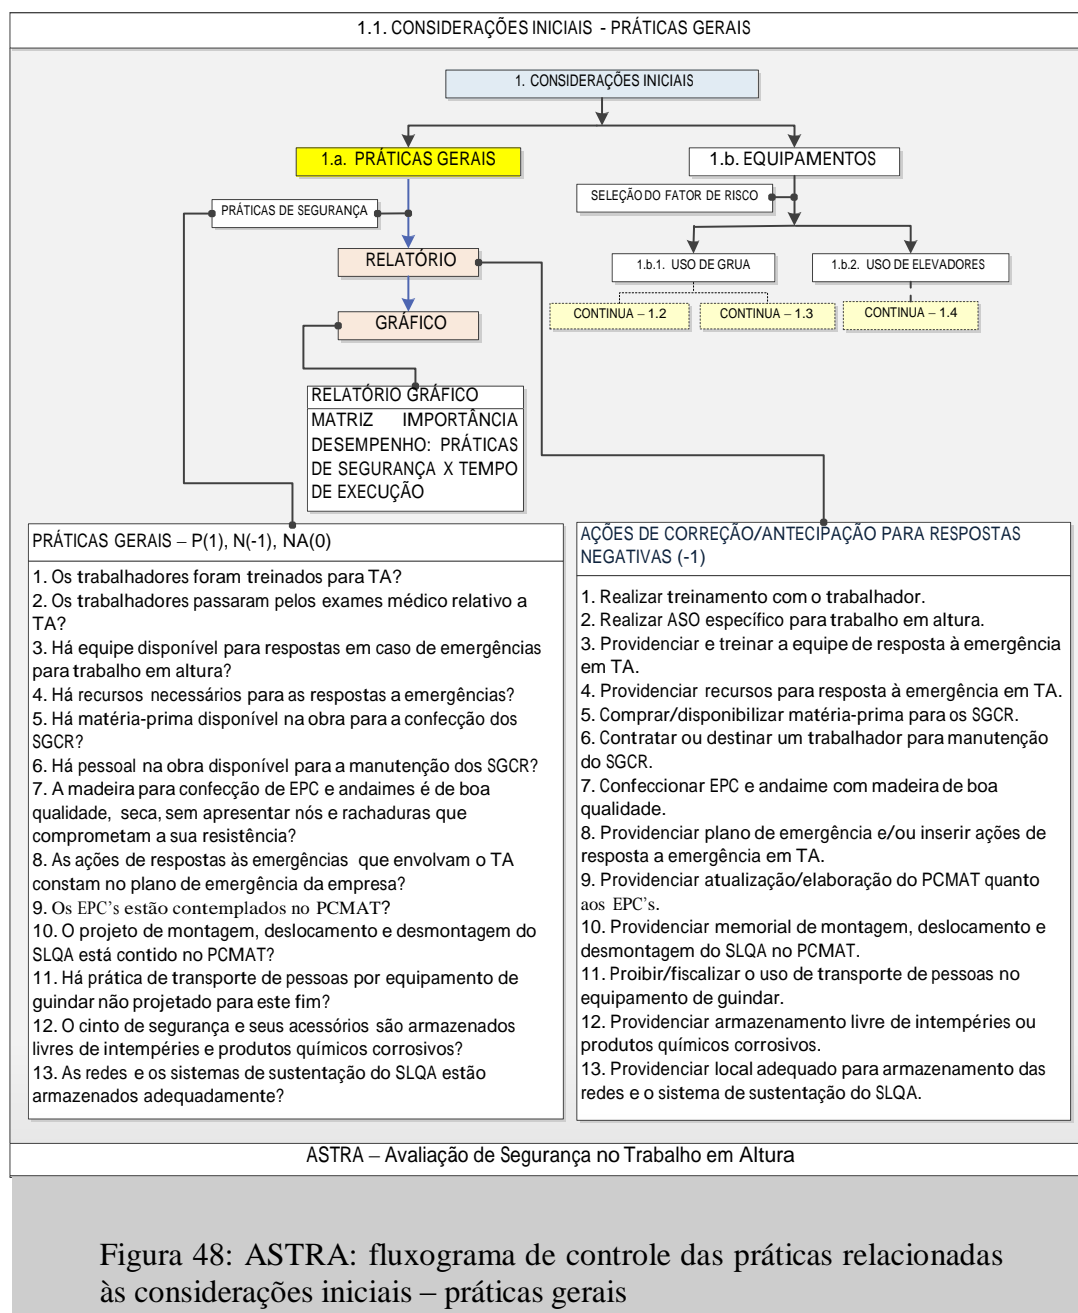 1.1. CONSIDERAÇÕES INICIAIS - PRÁTICAS GERAIS
1. CONSIDERAÇÕES INICIAIS
1.a. PRÁTICAS GERAIS
1.b. EQUIPAMENTOS
SELEÇÃO DO FATOR DE RISCO
PRÁTICAS DE SEGURANÇA
RELATÓRIO
1.b.1. USO DE GRUA
1.b.2. USO DE ELEVADORES
CONTINUA – 1.2
CONTINUA – 1.3
CONTINUA – 1.4
GRÁFICO
RELATÓRIO GRÁFICO
MATRIZ IMPORTÂNCIA
DESEMPENHO: PRÁTICAS
DE SEGURANÇA X TEMPO
DE EXECUÇÃO
PRÁTICAS GERAIS – P(1), N(-1), NA(0)
1. Os trabalhadores foram treinados para TA?
2. Os trabalhadores passaram pelos exames médico relativo a
TA?
3. Há equipe disponível para respostas em caso de emergências
para trabalho em altura?
4. Há recursos necessários para as respostas a emergências?
5. Há matéria-prima disponível na obra para a confecção dos
SGCR?
6. Há pessoal na obra disponível para a manutenção dos SGCR?
7. A madeira para confecção de EPC e andaimes é de boa
qualidade, seca, sem apresentar nós e rachaduras que
comprometam a sua resistência?
8. As ações de respostas às emergências que envolvam o TA
constam no plano de emergência da empresa?
9. Os EPC's estão contemplados no PCMAT?
10. O projeto de montagem, deslocamento e desmontagem do
SLQA está contido no PCMAT?
11. Há prática de transporte de pessoas por equipamento de
guindar não projetado para este fim?
12. O cinto de segurança e seus acessórios são armazenados
livres de intempéries e produtos químicos corrosivos?
13. As redes e os sistemas de sustentação do SLQA estão
armazenados adequadamente?
AÇÕES DE CORREÇÃO/ANTECIPAÇÃO PARA RESPOSTAS
NEGATIVAS (-1)
1. Realizar treinamento com o trabalhador.
2. Realizar ASO específico para trabalho em altura.
3. Providenciar e treinar a equipe de resposta à emergência
em TA.
4. Providenciar recursos para resposta à emergência em TA.
5. Comprar/disponibilizar matéria-prima para os SGCR.
6. Contratar ou destinar um trabalhador para manutenção
do SGCR.
7. Confeccionar EPC e andaime com madeira de boa
qualidade.
8. Providenciar plano de emergência e/ou inserir ações de
resposta a emergência em TA.
9. Providenciar atualização/elaboração do PCMAT quanto
aos EPC's.
10. Providenciar memorial de montagem, deslocamento e
desmontagem do SLQA no PCMAT.
11. Proibir/fiscalizar o uso de transporte de pessoas no
equipamento de guindar.
12. Providenciar armazenamento livre de intempéries ou
produtos químicos corrosivos.
13. Providenciar local adequado para armazenamento das
redes e o sistema de sustentação do SLQA.
ASTRA – Avaliação de Segurança no Trabalho em Altura
Figura 48: ASTRA: fluxograma de controle das práticas relacionadas
às considerações iniciais – práticas gerais